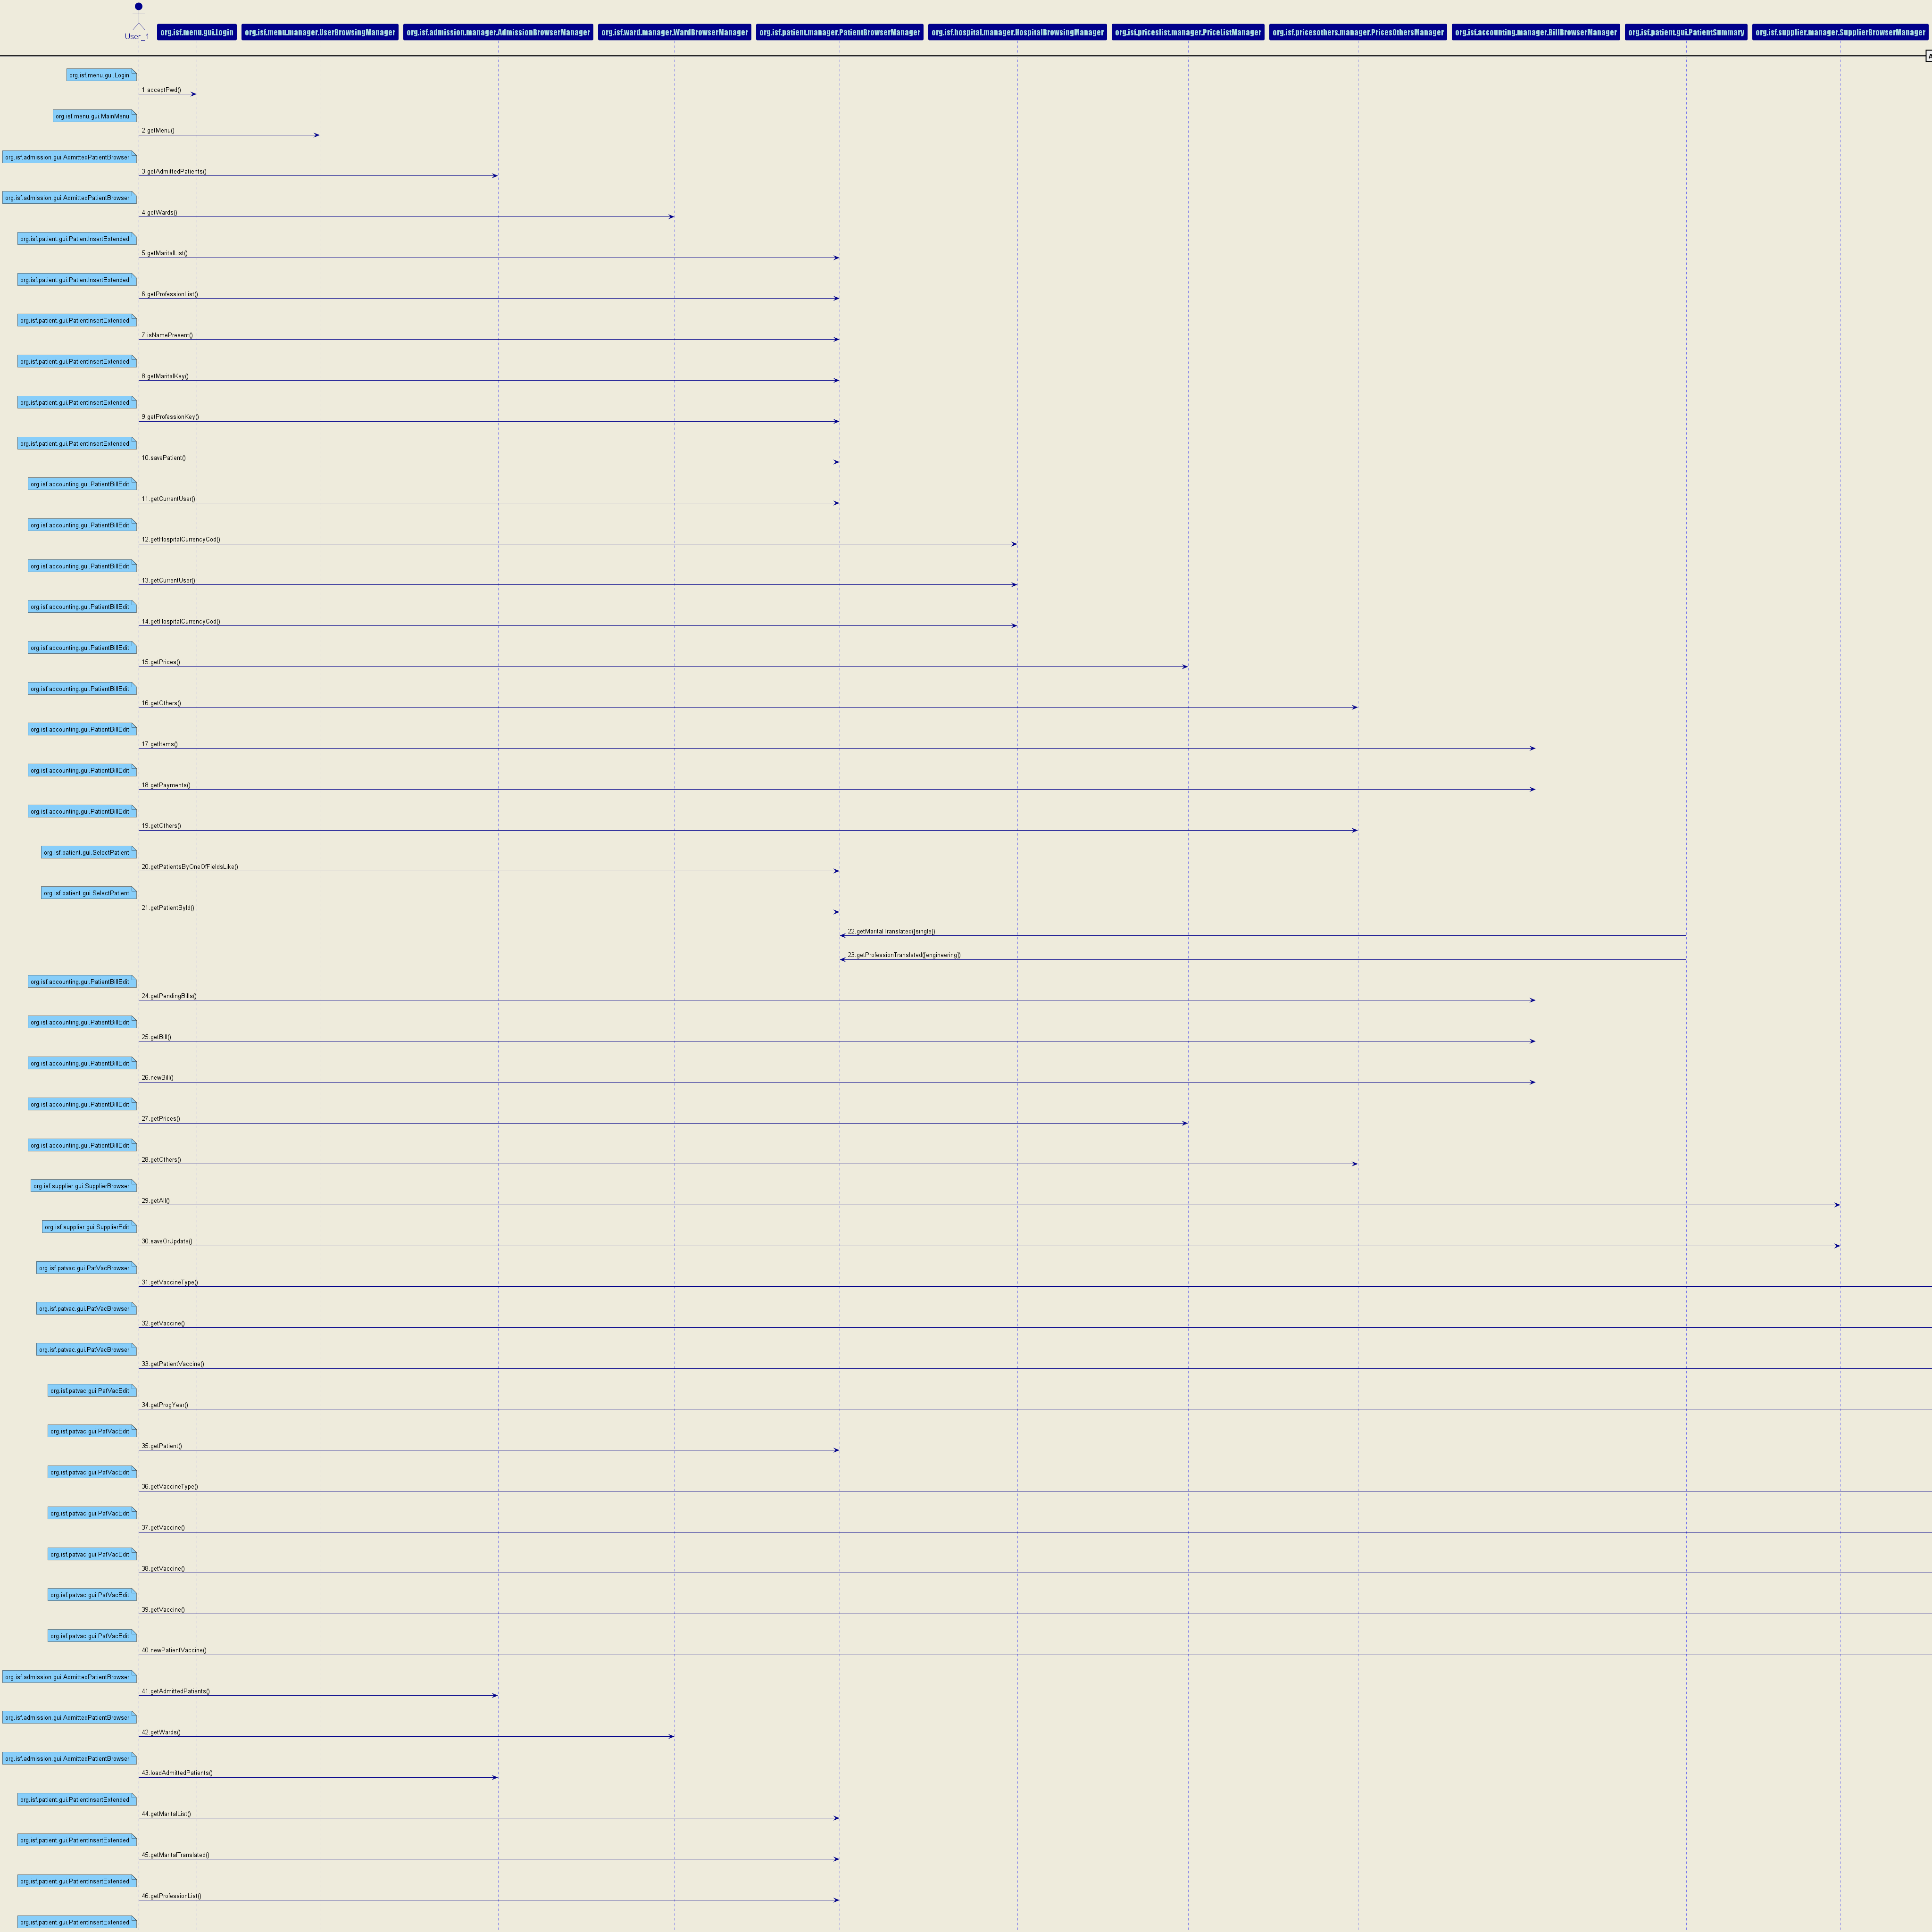 User_1
org.isf.menu.gui.Login
org.isf.menu.manager.UserBrowsingManager
org.isf.admission.manager.AdmissionBrowserManager
org.isf.ward.manager.WardBrowserManager
org.isf.patient.manager.PatientBrowserManager
org.isf.hospital.manager.HospitalBrowsingManager
org.isf.priceslist.manager.PricelistManager
org.isf.pricesothers.manager.PricesOthersManager
org.isf.accounting.manager.BillBrowserManager
org.isf.patient.gui.PatientSummary
org.isf.supplier.manager.SupplierBrowserManager
A
org.isf.menu.gui.Login
1.acceptPwd()
org.isf.menu.gui.MainMenu
2.getMenu()
org.isf.admission.gui.AdmittedPatientBrowser
3.getAdmittedPatients()
org.isf.admission.gui.AdmittedPatientBrowser
4.getWards()
org.isf.patient.gui.PatientInsertExtended
5.getMaritalList()
org.isf.patient.gui.PatientInsertExtended
6.getProfessionList()
org.isf.patient.gui.PatientInsertExtended
7.isNamePresent()
org.isf.patient.gui.PatientInsertExtended
8.getMaritalKey()
org.isf.patient.gui.PatientInsertExtended
9.getProfessionKey()
org.isf.patient.gui.PatientInsertExtended
10.savePatient()
org.isf.accounting.gui.PatientBillEdit
11.getCurrentUser()
org.isf.accounting.gui.PatientBillEdit
12.getHospitalCurrencyCod()
org.isf.accounting.gui.PatientBillEdit
13.getCurrentUser()
org.isf.accounting.gui.PatientBillEdit
14.getHospitalCurrencyCod()
org.isf.accounting.gui.PatientBillEdit
15.getPrices()
org.isf.accounting.gui.PatientBillEdit
16.getOthers()
org.isf.accounting.gui.PatientBillEdit
17.getItems()
org.isf.accounting.gui.PatientBillEdit
18.getPayments()
org.isf.accounting.gui.PatientBillEdit
19.getOthers()
org.isf.patient.gui.SelectPatient
20.getPatientsByOneOfFieldsLike()
org.isf.patient.gui.SelectPatient
21.getPatientById()
22.getMaritalTranslated([single])
23.getProfessionTranslated([engineering])
org.isf.accounting.gui.PatientBillEdit
24.getPendingBills()
org.isf.accounting.gui.PatientBillEdit
25.getBill()
org.isf.accounting.gui.PatientBillEdit
26.newBill()
org.isf.accounting.gui.PatientBillEdit
27.getPrices()
org.isf.accounting.gui.PatientBillEdit
28.getOthers()
org.isf.supplier.gui.SupplierBrowser
29.getAll()
org.isf.supplier.gui.SupplierEdit
30.saveOrUpdate()
org.isf.patvac.gui.PatVacBrowser
31.getVaccineType()
org.isf.patvac.gui.PatVacBrowser
32.getVaccine()
org.isf.patvac.gui.PatVacBrowser
33.getPatientVaccine()
org.isf.patvac.gui.PatVacEdit
34.getProgYear()
org.isf.patvac.gui.PatVacEdit
35.getPatient()
org.isf.patvac.gui.PatVacEdit
36.getVaccineType()
org.isf.patvac.gui.PatVacEdit
37.getVaccine()
org.isf.patvac.gui.PatVacEdit
38.getVaccine()
org.isf.patvac.gui.PatVacEdit
39.getVaccine()
org.isf.patvac.gui.PatVacEdit
40.newPatientVaccine()
org.isf.admission.gui.AdmittedPatientBrowser
41.getAdmittedPatients()
org.isf.admission.gui.AdmittedPatientBrowser
42.getWards()
org.isf.admission.gui.AdmittedPatientBrowser
43.loadAdmittedPatients()
org.isf.patient.gui.PatientInsertExtended
44.getMaritalList()
org.isf.patient.gui.PatientInsertExtended
45.getMaritalTranslated()
org.isf.patient.gui.PatientInsertExtended
46.getProfessionList()
org.isf.patient.gui.PatientInsertExtended